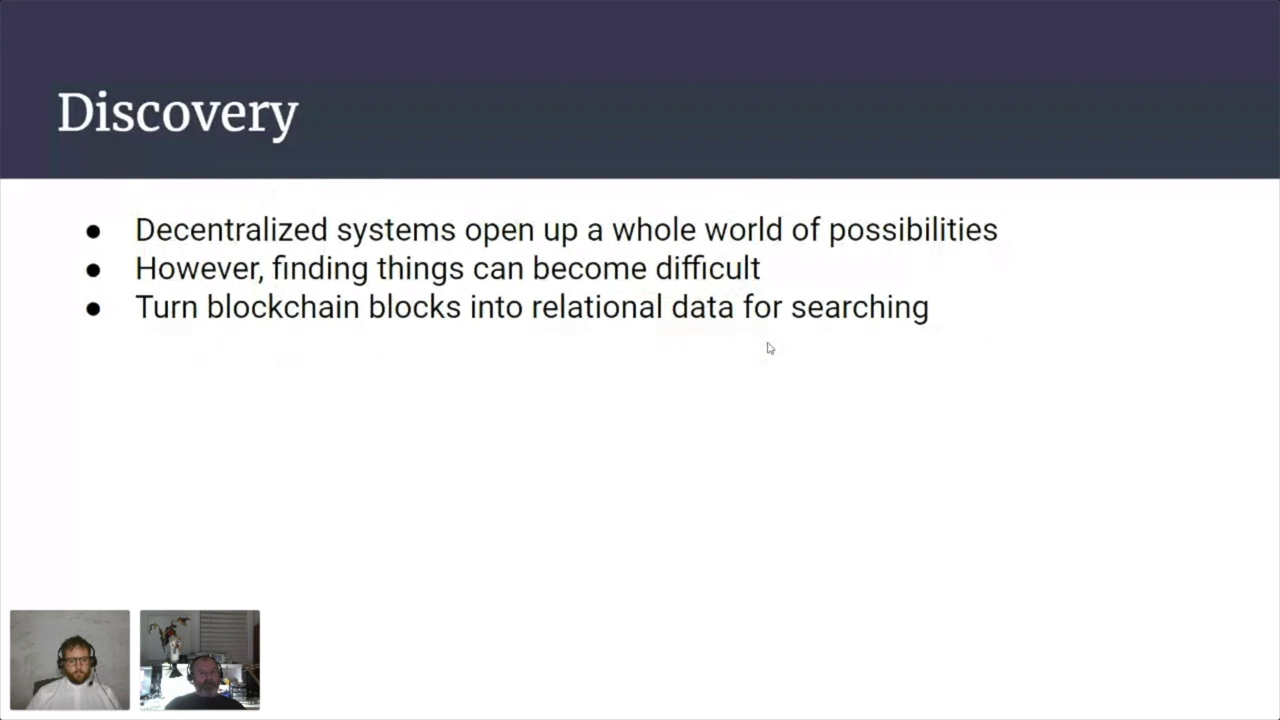 Discovery
● Decentralized systems open up a whole world of possibilities
● However, finding things can become difficult
● Turn blockchain blocks into relational data for searching